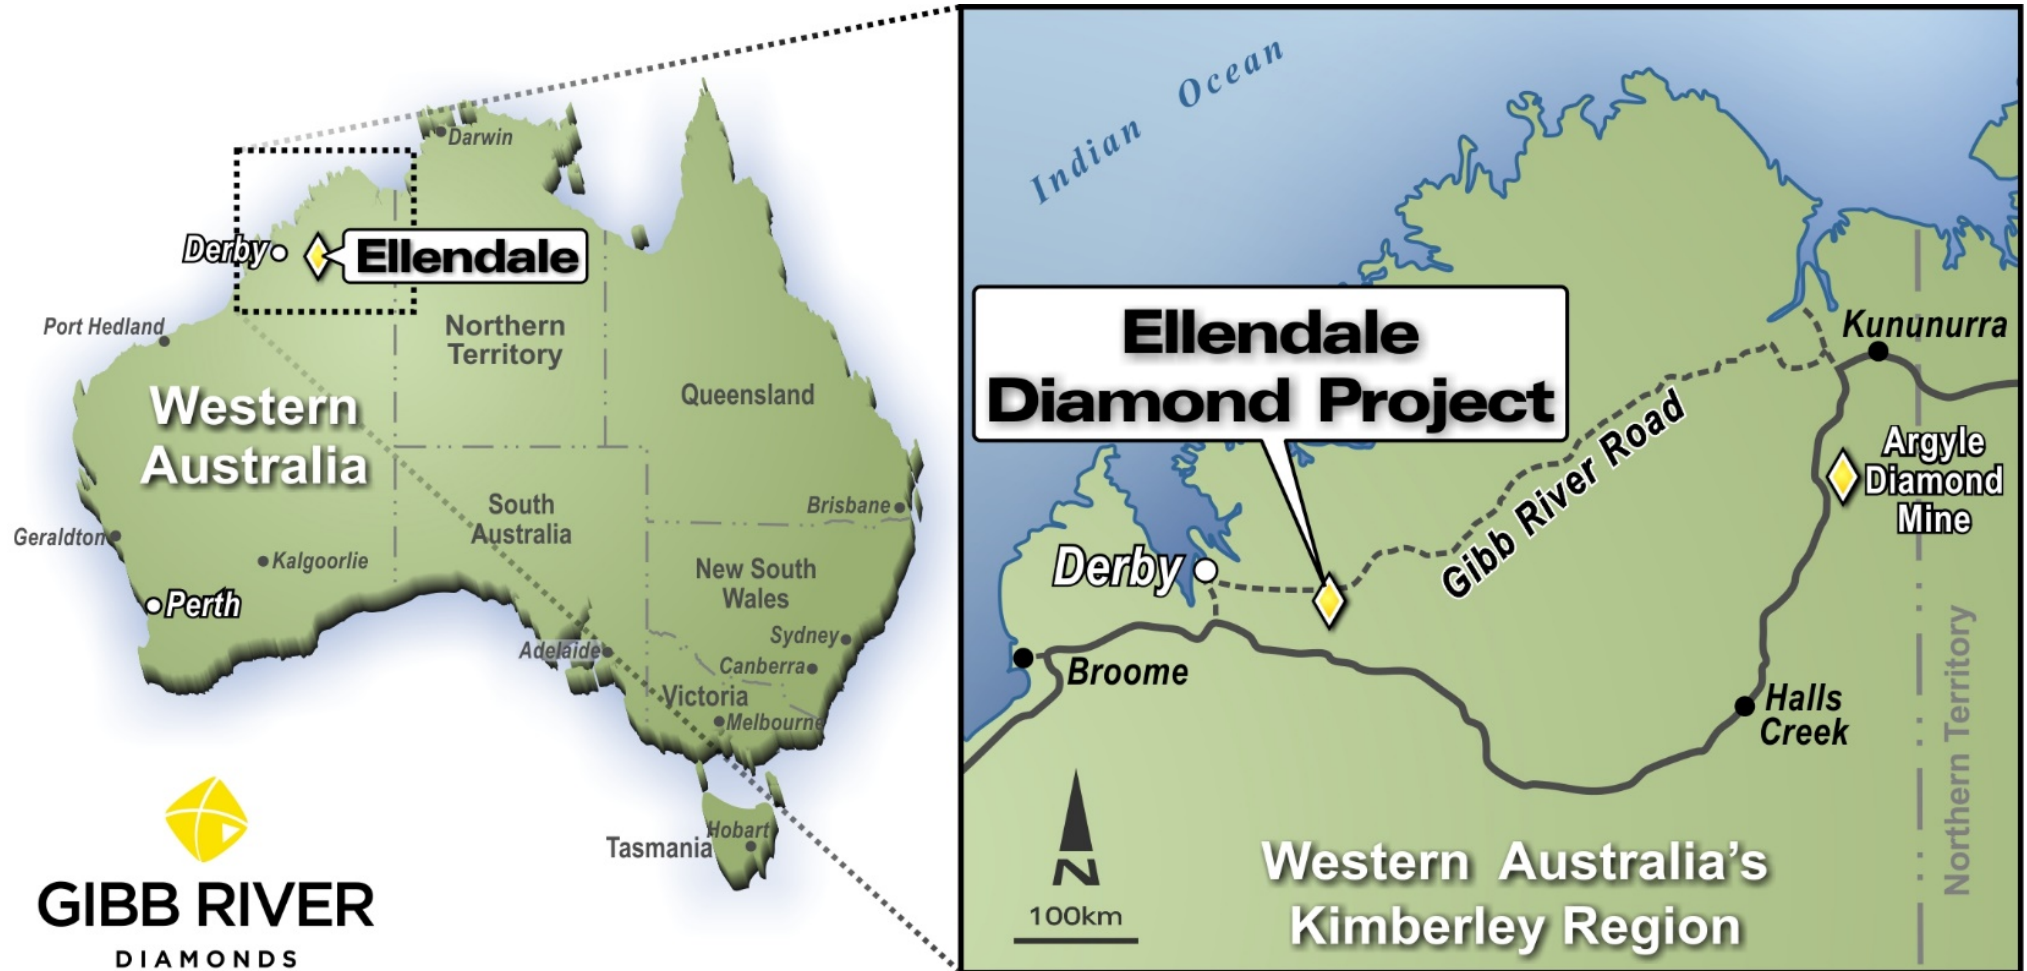 Darwin
Derby
Ellendale
Port Hedland
Northern
Territory
Western
Australia
Queensland
South
Australia
Brisbane
Geraldton
Kalgoorlie
New South
Wales
Perth
Sydney
Adelaide
Canberra
Victoria
Melbourne
Tasmania
Hobart
GIBB RIVER
DIAMONDS
Indian Ocean
Ellendale
Diamond Project
Kununurra
Gibb River Road
Argyle
Diamond
Mine
Derby
Broome
Halls
Creek
Northern Territory
N
100km
Western Australia’s
Kimberley Region